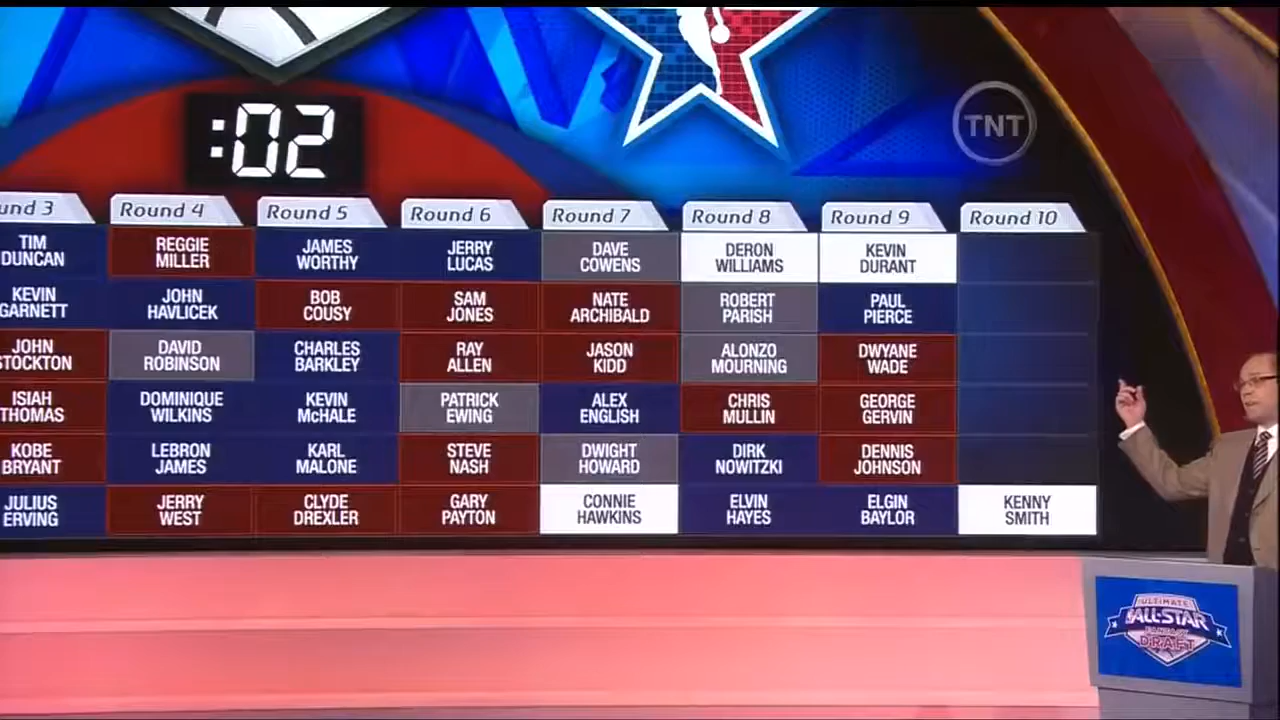 :02
TNT
und 3
Round 4
Round 5
Round 6
Round 7
Round 8
Round 9
Round 10
TIM
DUNCAN
REGGIE
MILLER
JAMES
WORTHY
JERRY
LUCAS
DAVE
COWENS
DERON
WILLIAMS
KEVIN
DURANT
KEVIN
GARNETT
JOHN
HAVLICEK
BOB
COUSY
SAM
JONES
NATE
ARCHIBALD
ROBERT
PARISH
PAUL
PIERCE
JOHN
STOCKTON
DAVID
ROBINSON
CHARLES
BARKLEY
RAY
ALLEN
JASON
KIDD
ALONZO
MOURNING
DWYANE
WADE
ISIAH
THOMAS
DOMINIQUE
WILKINS
KEVIN
McHALE
PATRICK
EWING
ALEX
ENGLISH
CHRIS
MULLIN
GEORGE
GERVIN
KOBE
BRYANT
LEBRON
JAMES
KARL
MALONE
STEVE
NASH
DWIGHT
HOWARD
DIRK
NOWITZKI
DENNIS
JOHNSON
JULIUS
ERVING
JERRY
WEST
CLYDE
DREXLER
GARY
PAYTON
CONNIE
HAWKINS
ELVIN
HAYES
ELGIN
BAYLOR
KENNY
SMITH
ULTIMATE
ALL-STAR
FANTASY
DRAFT